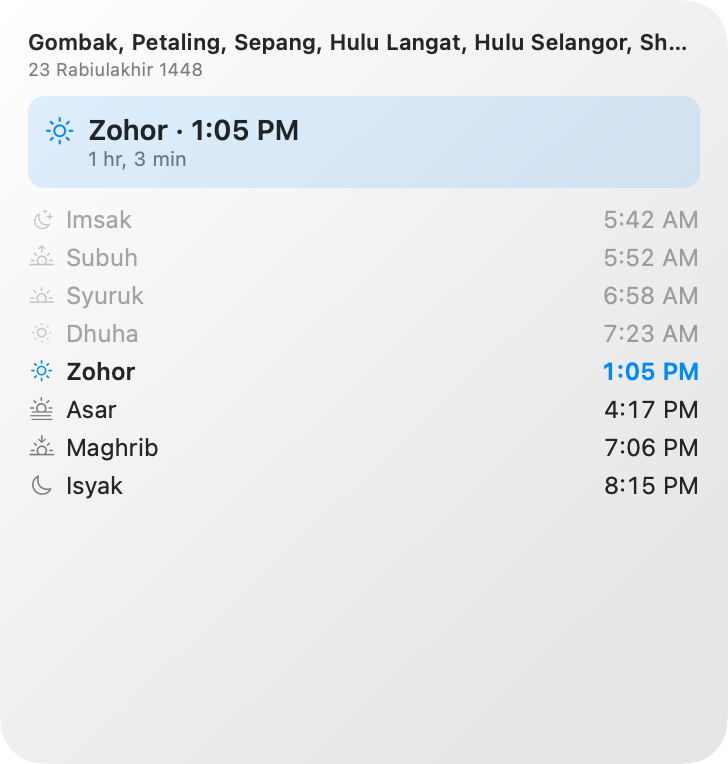 Gombak, Petaling, Sepang, Hulu Langat, Hulu Selangor, Sh...
23 Rabiulakhir 1448
Zohor · 1:05 PM
1 hr, 3 min
Imsak 5:42 AM
Subuh 5:52 AM
Syuruk 6:58 AM
Dhuha 7:23 AM
Zohor 1:05 PM
Asar 4:17 PM
Maghrib 7:06 PM
Isyak 8:15 PM